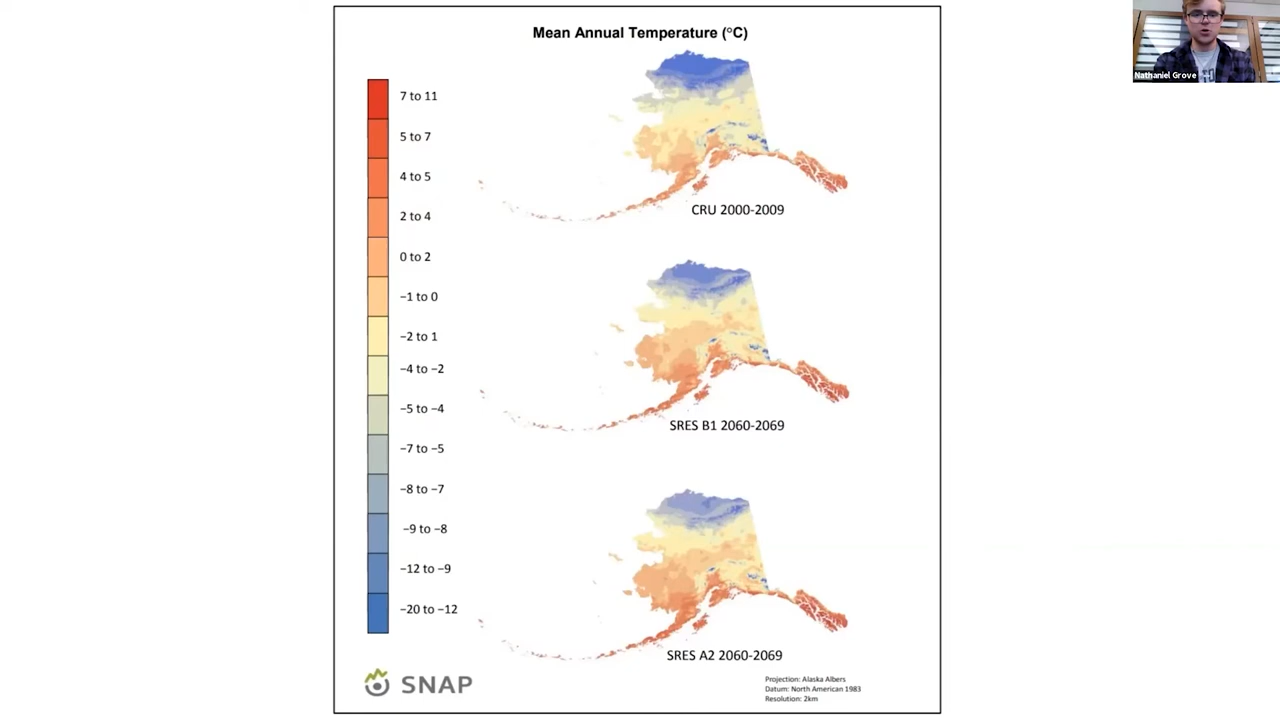 Mean Annual Temperature (°C)
7 to 11
5 to 7
4 to 5
2 to 4
0 to 2
−1 to 0
−2 to 1
−4 to −2
−5 to −4
−7 to −5
−8 to −7
−9 to −8
−12 to −9
−20 to −12
CRU 2000-2009
SRES B1 2060-2069
SRES A2 2060-2069
SNAP
Projection: Alaska Albers
Datum: North American 1983
Resolution: 2km
Nathaniel Grove